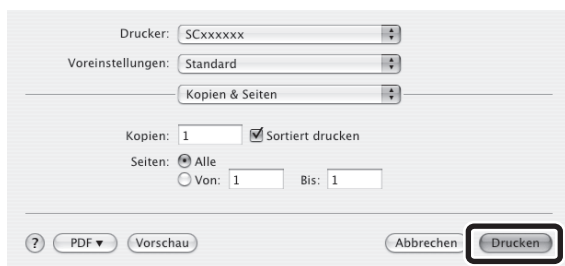 Drucker: SCxxxxxx
Voreinstellungen: Standard
Kopien & Seiten
Kopien: 1 Sortiert drucken
Seiten: Alle
Von: 1 Bis: 1
? PDF Vorschau Abbrechen Drucken